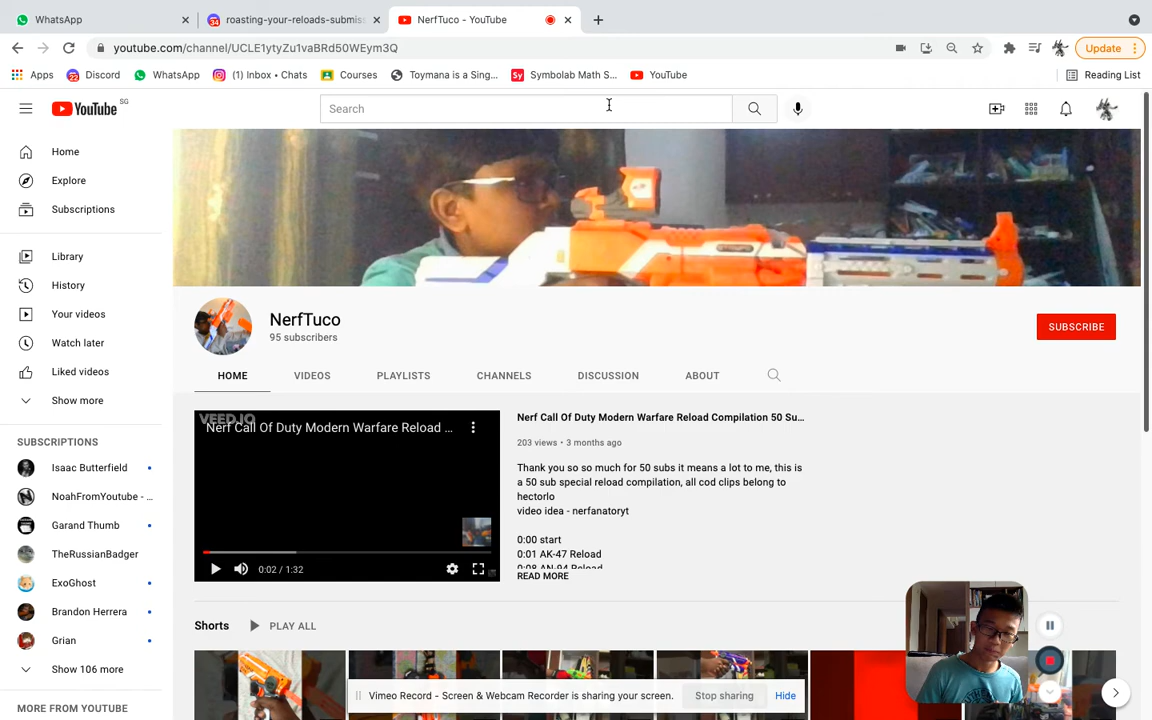 WhatsApp
roasting-your-reloads-submiss
NerfTuco - YouTube
youtube.com/channel/UCLE1ytyZu1vaBRd50WEym3Q
Update
Apps
Discord
WhatsApp
(1) Inbox • Chats
Courses
Toymana is a Sing...
Symbolab Math S...
YouTube
Reading List
YouTube SG
Search
Home
Explore
Subscriptions
Library
History
Your videos
Watch later
Liked videos
Show more
SUBSCRIPTIONS
Isaac Butterfield
NoahFromYoutube - ...
Garand Thumb
TheRussianBadger
ExoGhost
Brandon Herrera
Grian
Show 106 more
MORE FROM YOUTUBE
NerfTuco
95 subscribers
SUBSCRIBE
HOME
VIDEOS
PLAYLISTS
CHANNELS
DISCUSSION
ABOUT
VEED.IO
Nerf Call Of Duty Modern Warfare Reload ...
0:02 / 1:32
Nerf Call Of Duty Modern Warfare Reload Compilation 50 Su...
203 views • 3 months ago
Thank you so so much for 50 subs it means a lot to me, this is
a 50 sub special reload compilation, all cod clips belong to
hectorlo
video idea - nerfanatoryt
0:00 start
0:01 AK-47 Reload
0:08 AN-94 Reload
READ MORE
Shorts
PLAY ALL
Vimeo Record - Screen & Webcam Recorder is sharing your screen.
Stop sharing
Hide